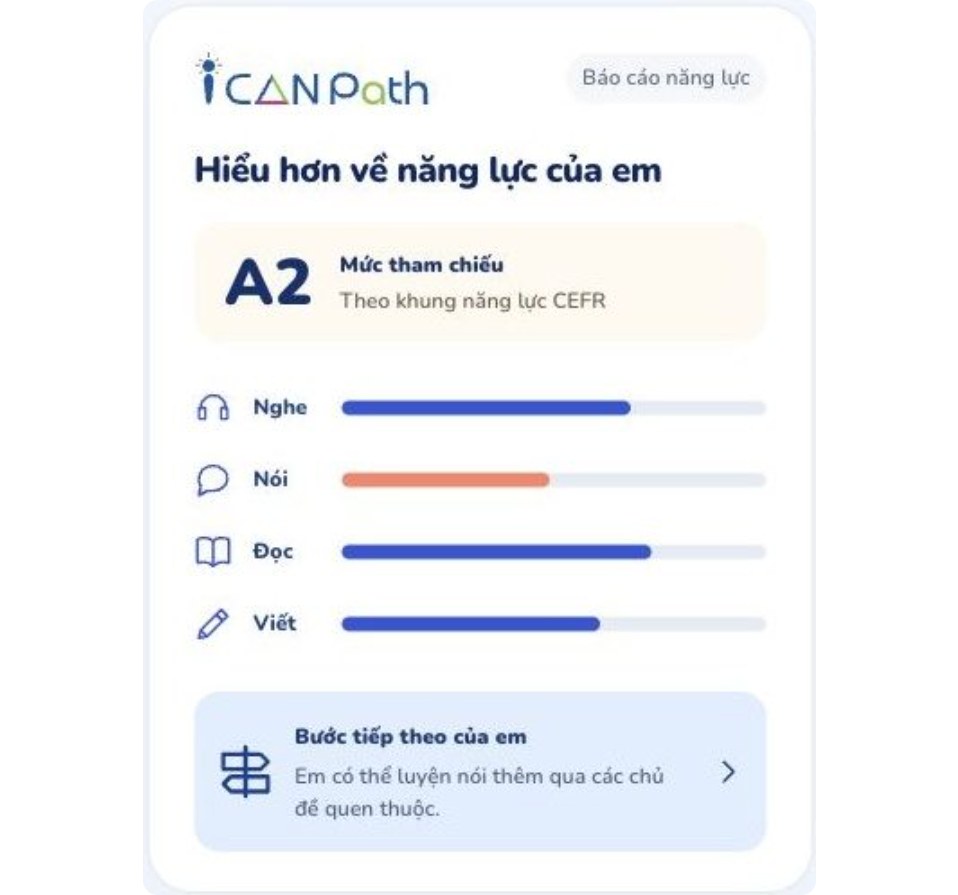 iCAN Path
Báo cáo năng lực
Hiểu hơn về năng lực của em
A2
Mức tham chiếu
Theo khung năng lực CEFR
Nghe
Nói
Đọc
Viết
Bước tiếp theo của em
Em có thể luyện nói thêm qua các chủ
đề quen thuộc.